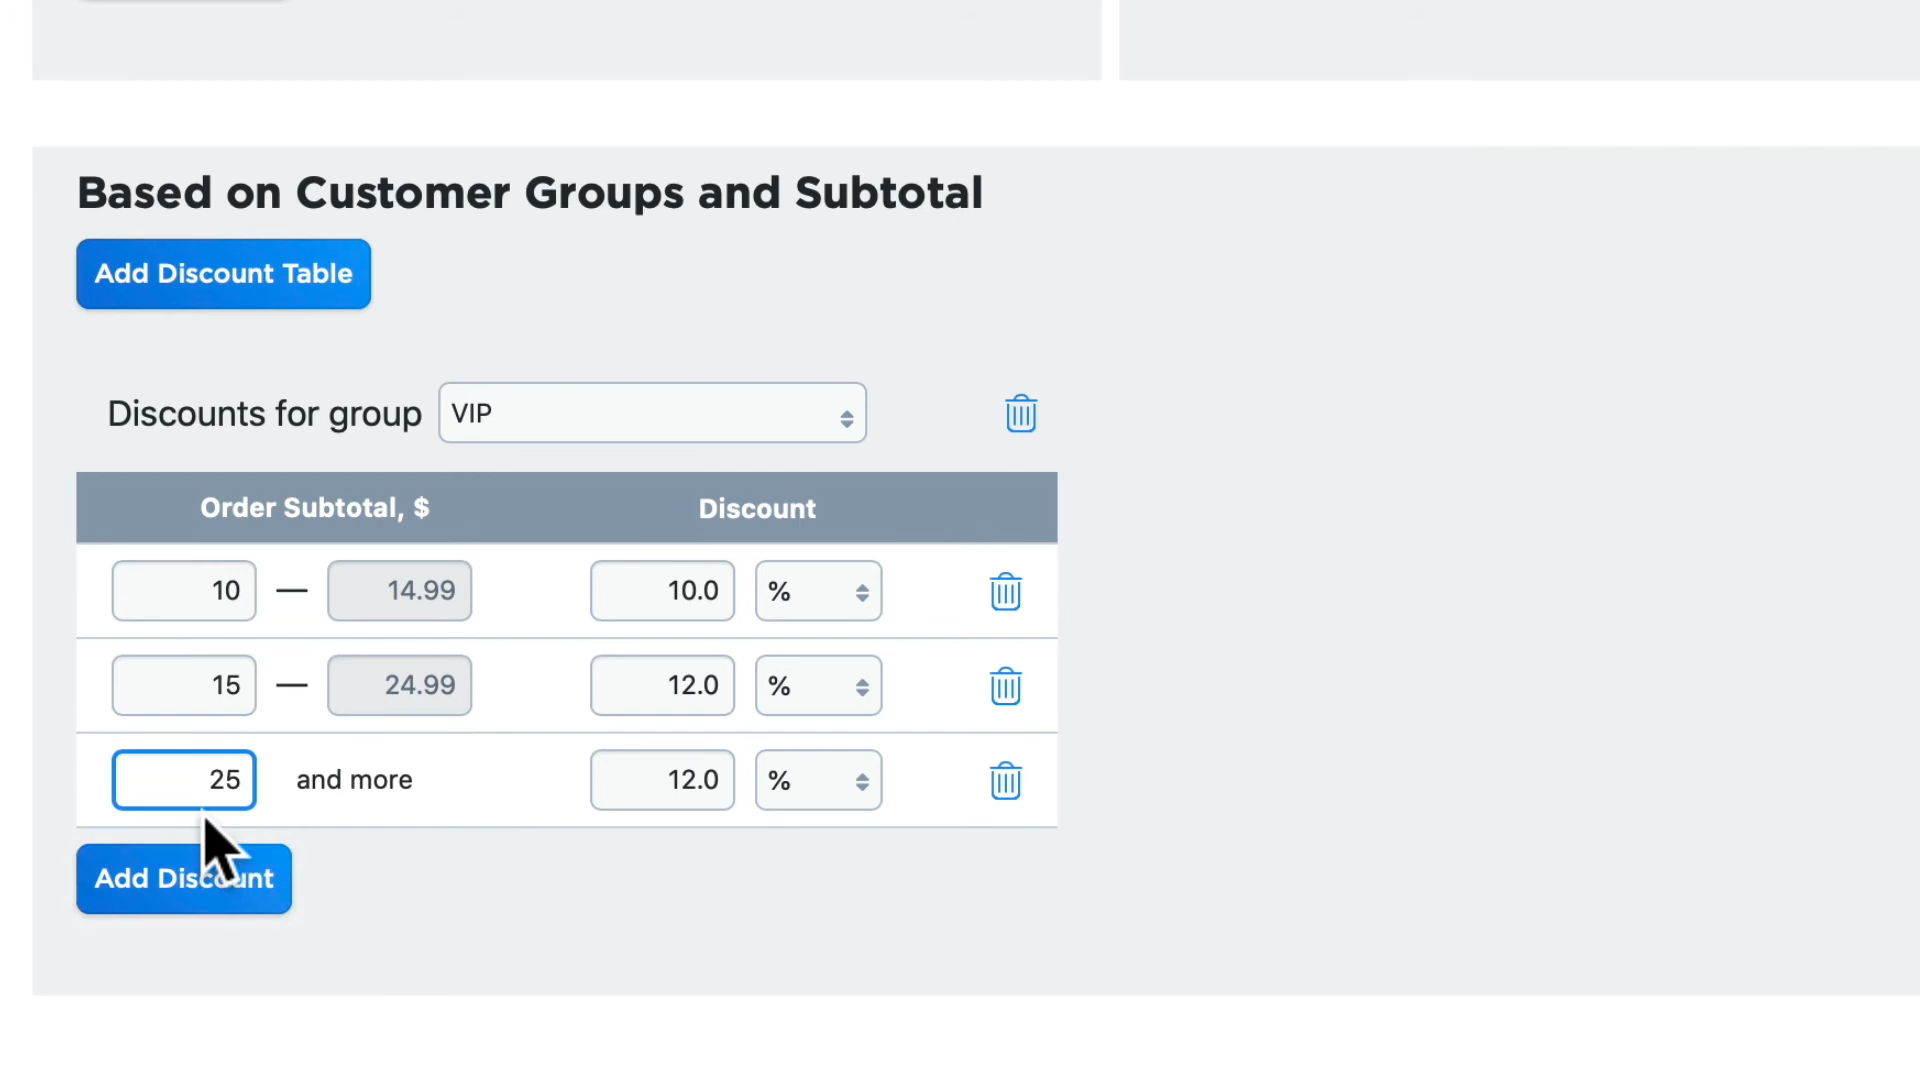 Based on Customer Groups and Subtotal
Add Discount Table
Discounts for group VIP
Order Subtotal, $ Discount
10 — 14.99 10.0 %
15 — 24.99 12.0 %
25 and more 12.0 %
Add Discount